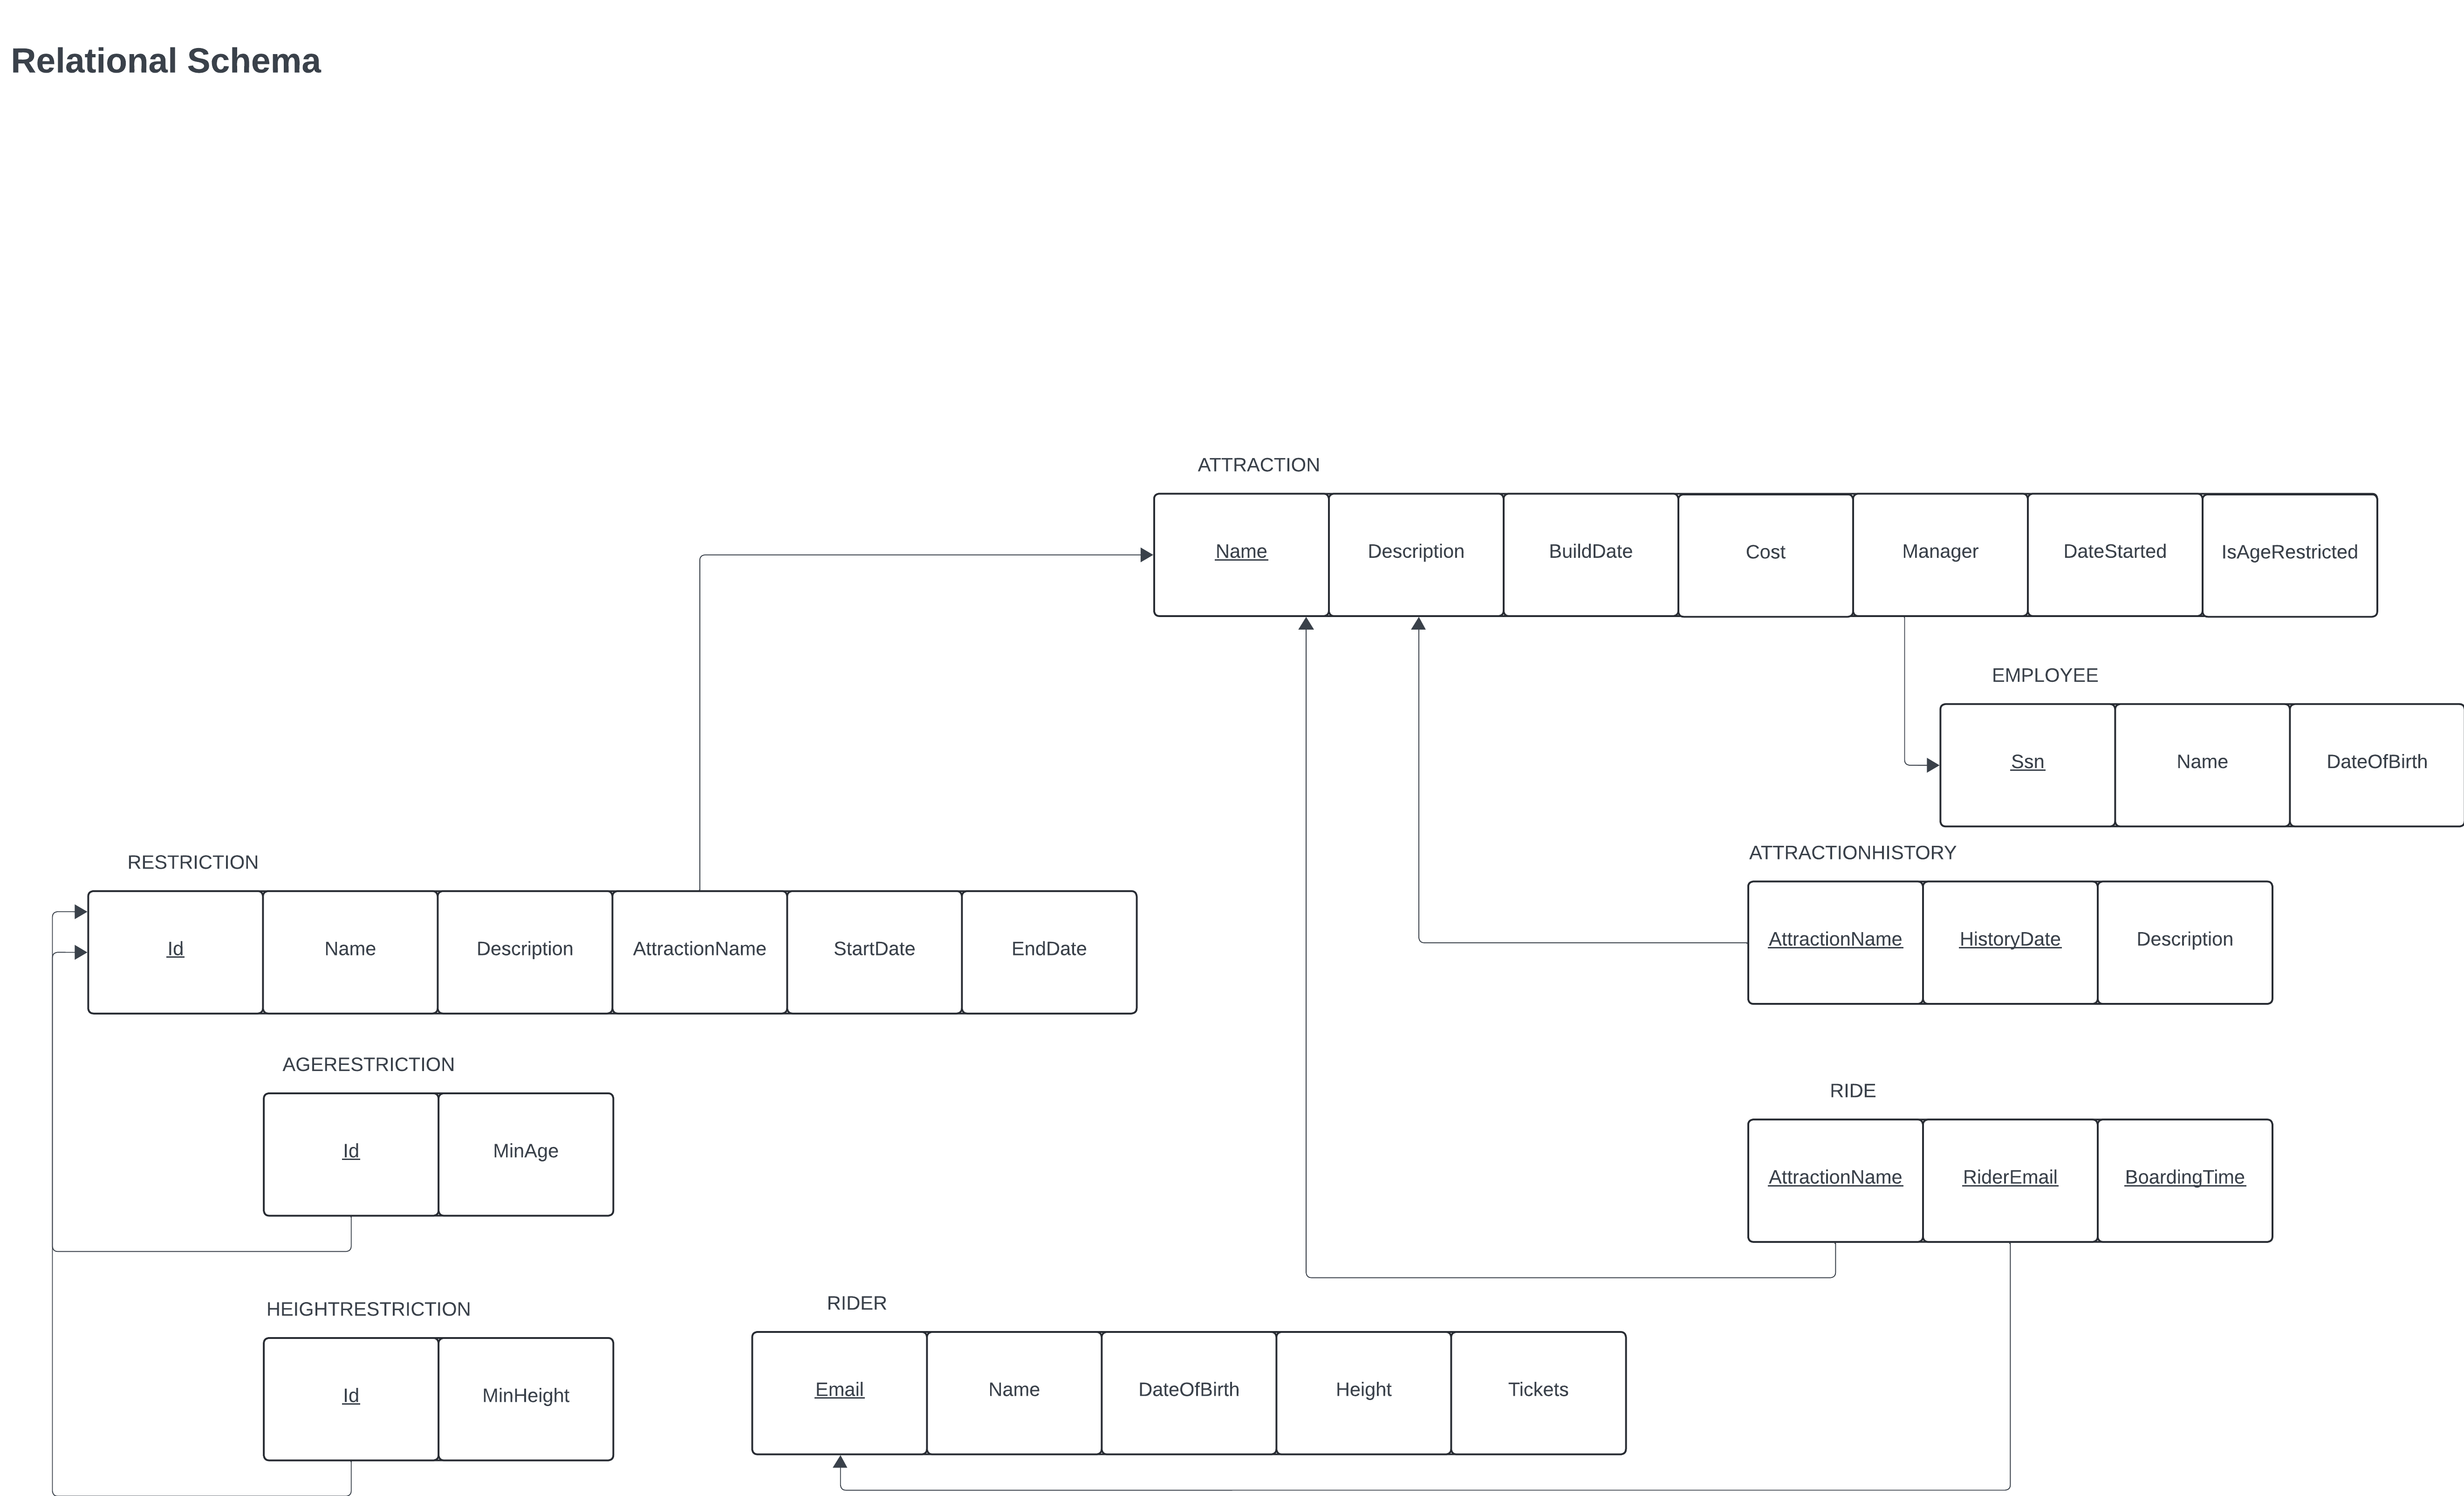 Relational Schema
ATTRACTION
Name Description BuildDate Cost Manager DateStarted IsAgeRestricted
EMPLOYEE
Ssn Name DateOfBirth
RESTRICTION
Id Name Description AttractionName StartDate EndDate
ATTRACTIONHISTORY
AttractionName HistoryDate Description
AGERESTRICTION
Id MinAge
RIDE
AttractionName RiderEmail BoardingTime
HEIGHTRESTRICTION
Id MinHeight
RIDER
Email Name DateOfBirth Height Tickets